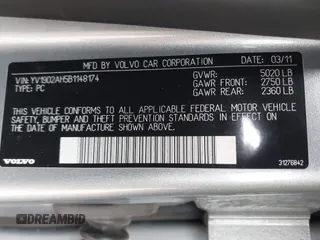 MFD BY VOLVO CAR CORPORATION DATE: 03/11
VIN: YV1902AH5B1148174 GVWR: 5020 LB
TYPE: PC GAWR FRONT: 2750 LB
GAWR REAR: 2360 LB
THIS VEHICLE CONFORMS TO ALL APPLICABLE FEDERAL MOTOR VEHICLE
SAFETY, BUMPER AND THEFT PREVENTION STANDARDS IN EFFECT
ON THE DATE OF MANUFACTURE SHOWN ABOVE.
VOLVO 31276842
DREAMBID